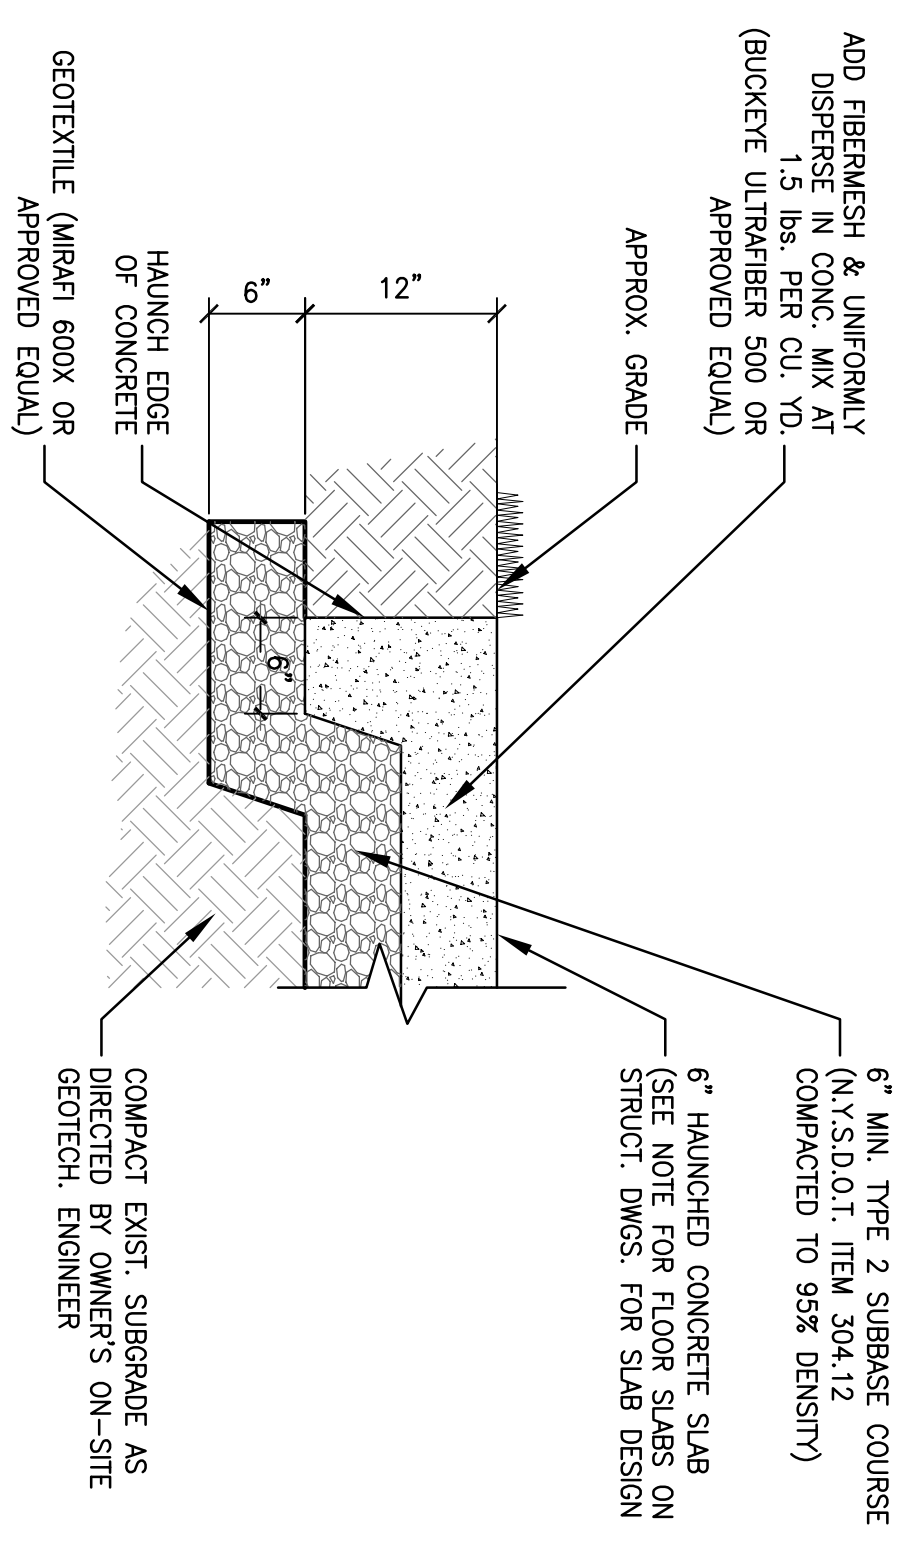 ADD FIBERMESH & UNIFORMLY
DISPERSE IN CONC. MIX AT
1.5 lbs. PER CU. YD.
(BUCKEYE ULTRAFIBER 500 OR
APPROVED EQUAL)
APPROX. GRADE
12"
6"
HAUNCH EDGE
OF CONCRETE
GEOTEXTILE (MIRAFI 600X OR
APPROVED EQUAL)
6"
6" MIN. TYPE 2 SUBBASE COURSE
(N.Y.S.D.O.T. ITEM 304.12
COMPACTED TO 95% DENSITY)
6" HAUNCHED CONCRETE SLAB
(SEE NOTE FOR FLOOR SLABS ON
STRUCT. DWGS. FOR SLAB DESIGN
COMPACT EXIST. SUBGRADE AS
DIRECTED BY OWNER'S ON-SITE
GEOTECH. ENGINEER